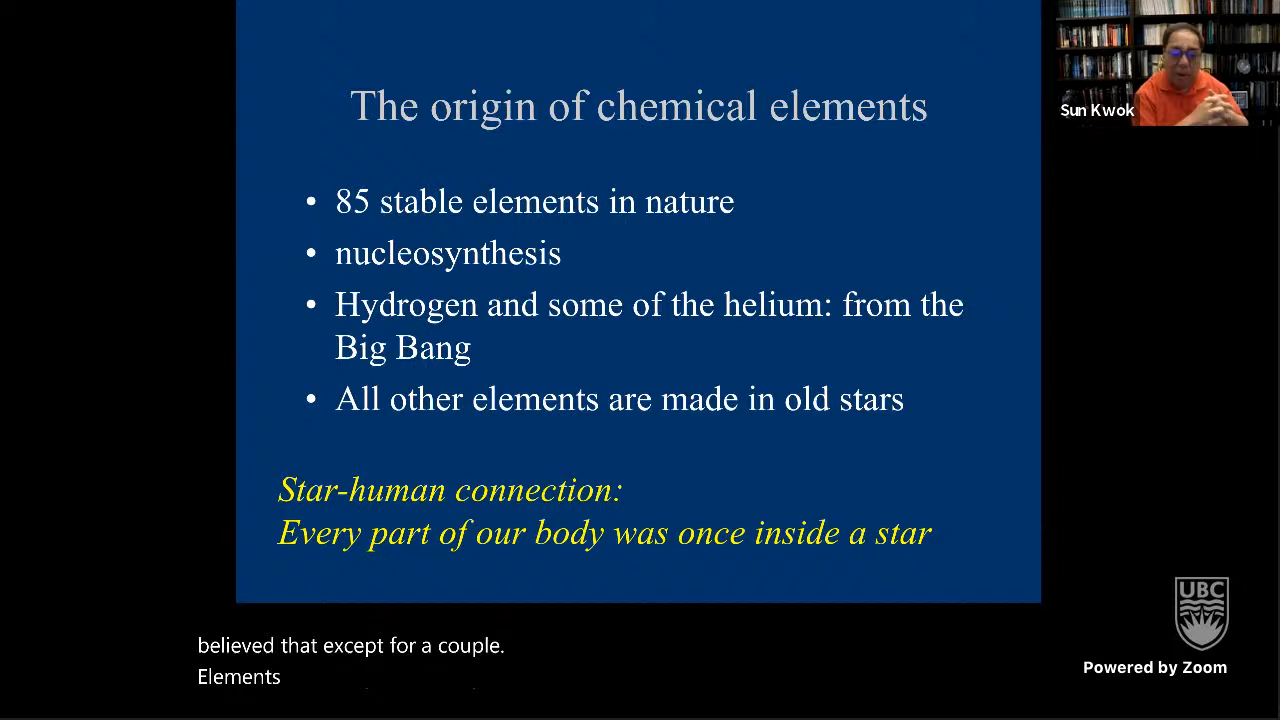 The origin of chemical elements
Sun Kwok
• 85 stable elements in nature
• nucleosynthesis
• Hydrogen and some of the helium: from the
Big Bang
• All other elements are made in old stars
Star-human connection:
Every part of our body was once inside a star
believed that except for a couple.
Elements
UBC
Powered by Zoom